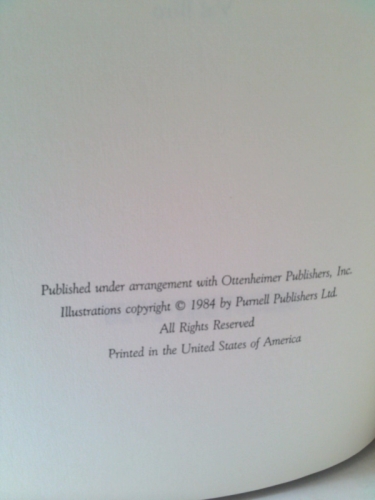 Published under arrangement with Ottenheimer Publishers, Inc.
Illustrations copyright © 1984 by Purnell Publishers Ltd.
All Rights Reserved
Printed in the United States of America